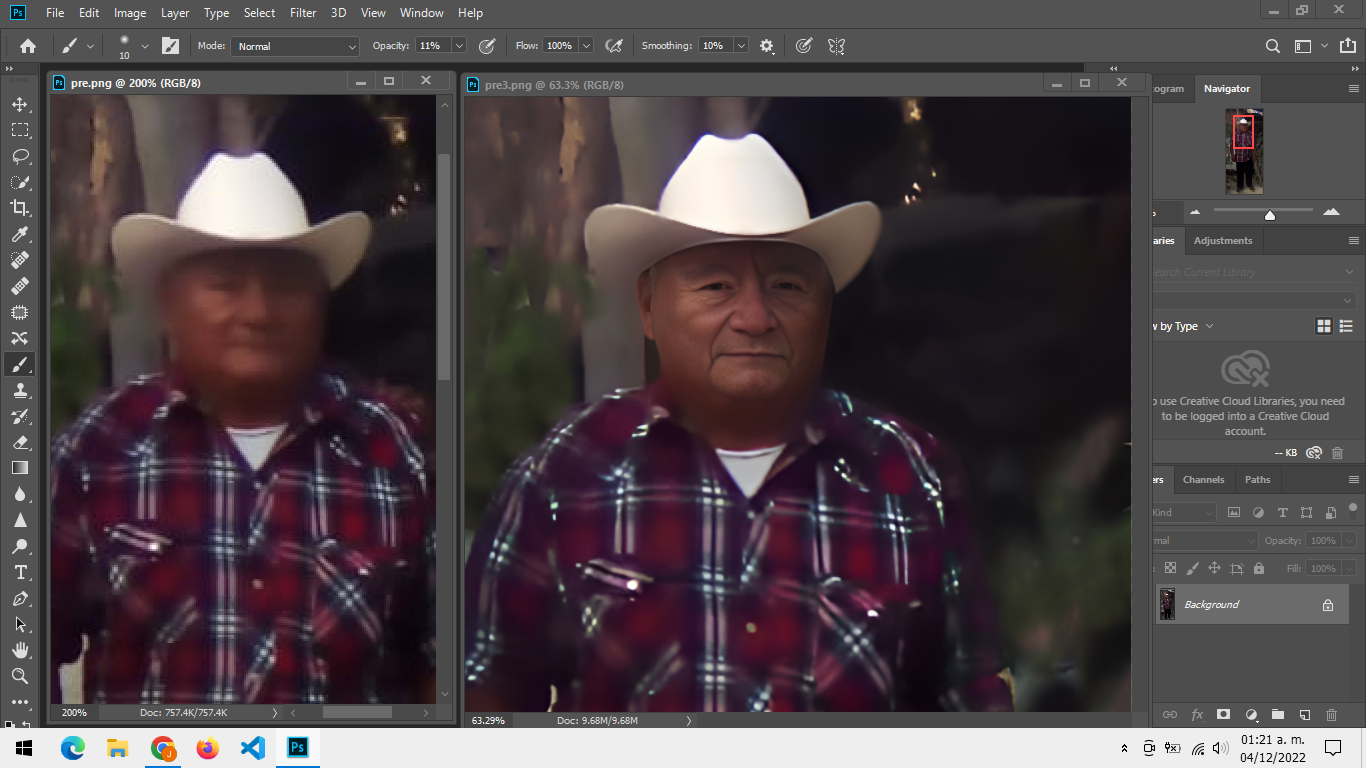 Ps File Edit Image Layer Type Select Filter 3D View Window Help
10 Mode: Normal Opacity: 11% Flow: 100% Smoothing: 10%
pre.png @ 200% (RGB/8)
pre3.png @ 63.3% (RGB/8)
ogram Navigator
aries Adjustments
Search Current Library
w by Type
o use Creative Cloud Libraries, you need
to be logged into a Creative Cloud
account.
-- KB
ers Channels Paths
Kind
mal Opacity: 100%
Fill: 100%
Background
200% Doc: 757.4K/757.4K
63.29% Doc: 9.68M/9.68M
Ps
01:21 a. m.
04/12/2022